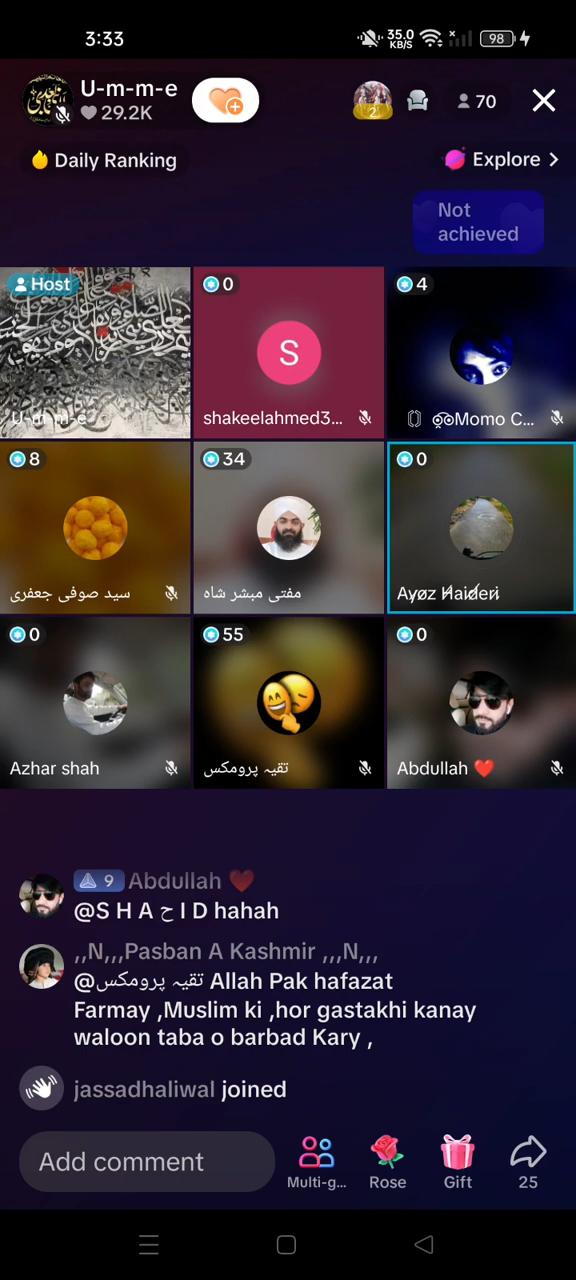 3:33
35.0
KB/S
98
U-m-m-e
29.2K
2
70
Daily Ranking
Explore >
Not
achieved
Host
U-m-m-e
0
S
shakeelahmed3...
4
Momo C...
8
سید صوفی جعفری
34
مفتی مبشر شاہ
0
Ayøz Haideri
0
Azhar shah
55
تقیہ پرومکس
0
Abdullah ❤️
9 Abdullah ❤️
@S H A ح I D hahah
,,N,,,Pasban A Kashmir ,,,N,,,
@تقیہ پرومکس Allah Pak hafazat
Farmay ,Muslim ki ,hor gastakhi kanay
waloon taba o barbad Kary ,
jassadhaliwal joined
Add comment
Multi-g...
Rose
Gift
25